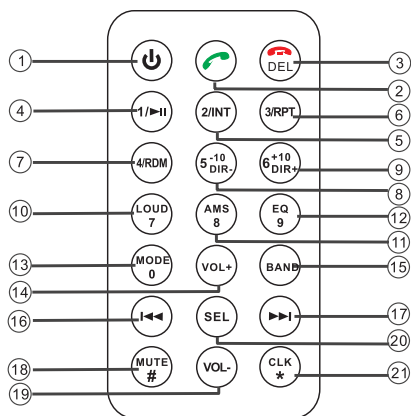 1
DEL
3
2
4
1/►II
2/INT
3/RPT
6
5
7
4/RDM
5 -10 DIR-
6 +10 DIR+
9
8
10
LOUD
7
AMS
8
EQ
9
12
11
13
MODE
0
VOL+
BAND
15
14
16
I◄◄
SEL
►►I
17
20
18
MUTE
#
VOL-
CLK
*
21
19